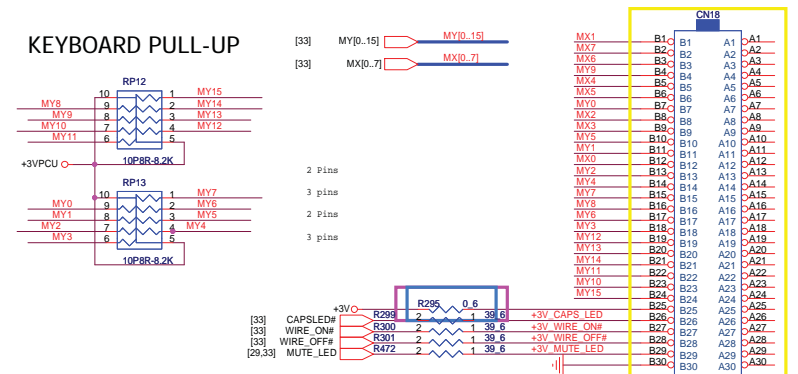 KEYBOARD PULL-UP
[33] MY[0..15] MY[0..15]
[33] MX[0..7] MX[0..7]
RP12
10 1 MY15
MY8 9 2 MY14
MY9 8 3 MY13
MY10 7 4 MY12
MY11 6 5
+3VPCU
10P8R-8.2K
RP13
10 1 MY7
MY0 9 2 MY6
MY1 8 3 MY5
MY2 7 4 MY4
MY3 6 5
10P8R-8.2K
2 Pins
3 pins
2 Pins
3 pins
CN18
MX1 B1 B1 A1 A1
MX7 B2 B2 A2 A2
MX6 B3 B3 A3 A3
MY9 B4 B4 A4 A4
MX4 B5 B5 A5 A5
MX5 B6 B6 A6 A6
MY0 B7 B7 A7 A7
MX2 B8 B8 A8 A8
MX3 B9 B9 A9 A9
MY5 B10 B10 A10 A10
MY1 B11 B11 A11 A11
MX0 B12 B12 A12 A12
MY2 B13 B13 A13 A13
MY4 B14 B14 A14 A14
MY7 B15 B15 A15 A15
MY8 B16 B16 A16 A16
MY6 B17 B17 A17 A17
MY3 B18 B18 A18 A18
MY12 B19 B19 A19 A19
MY13 B20 B20 A20 A20
MY14 B21 B21 A21 A21
MY11 B22 B22 A22 A22
MY10 B23 B23 A23 A23
MY15 B24 B24 A24 A24
+3V R295 0_6 B25 B25 A25 A25
[33] CAPSLED# R299 2 1 39_6 +3V_CAPS_LED B26 B26 A26 A26
[33] WIRE_ON# R300 2 1 39_6 +3V_WIRE_ON# B27 B27 A27 A27
[33] WIRE_OFF# R301 2 1 39_6 +3V_WIRE_OFF# B28 B28 A28 A28
[29,33] MUTE_LED R472 2 1 39_6 +3V_MUTE_LED B29 B29 A29 A29
B30 B30 A30 A30